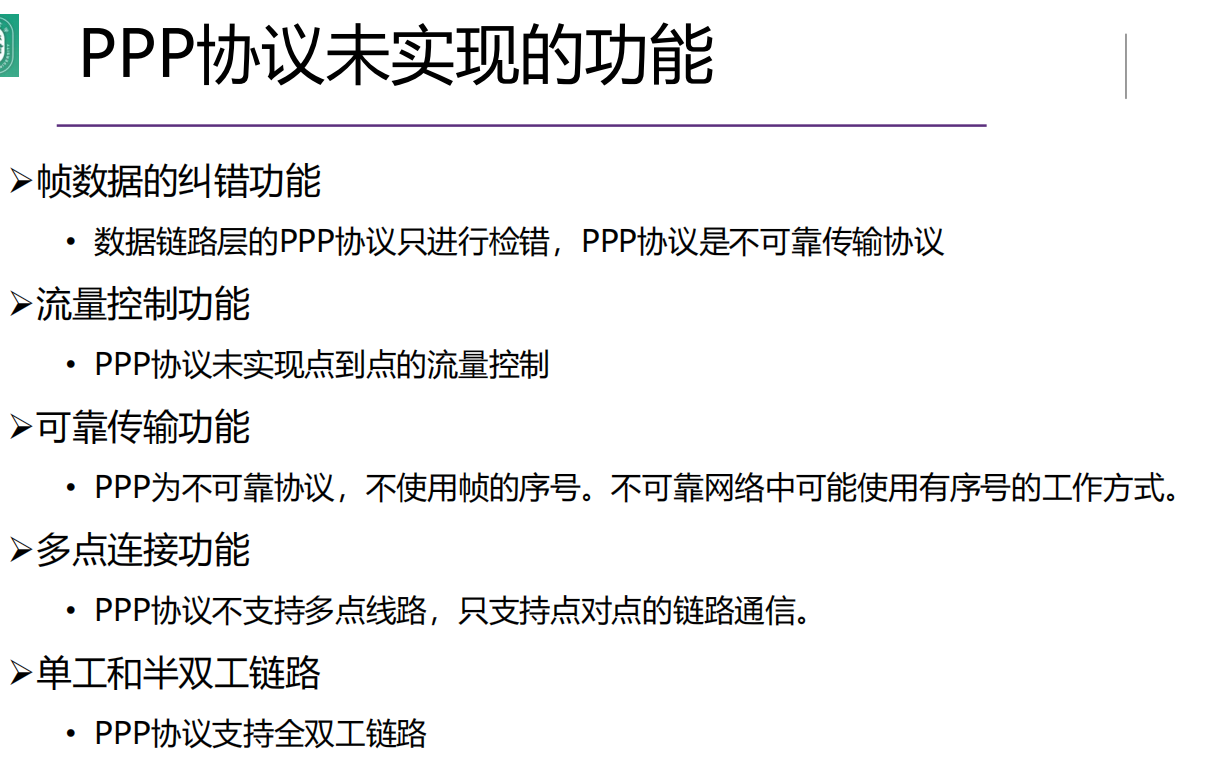 PPP协议未实现的功能
➢帧数据的纠错功能
• 数据链路层的PPP协议只进行检错，PPP协议是不可靠传输协议
➢流量控制功能
• PPP协议未实现点到点的流量控制
➢可靠传输功能
• PPP为不可靠协议，不使用帧的序号。不可靠网络中可能使用有序号的工作方式。
➢多点连接功能
• PPP协议不支持多点线路，只支持点对点的链路通信。
➢单工和半双工链路
• PPP协议支持全双工链路